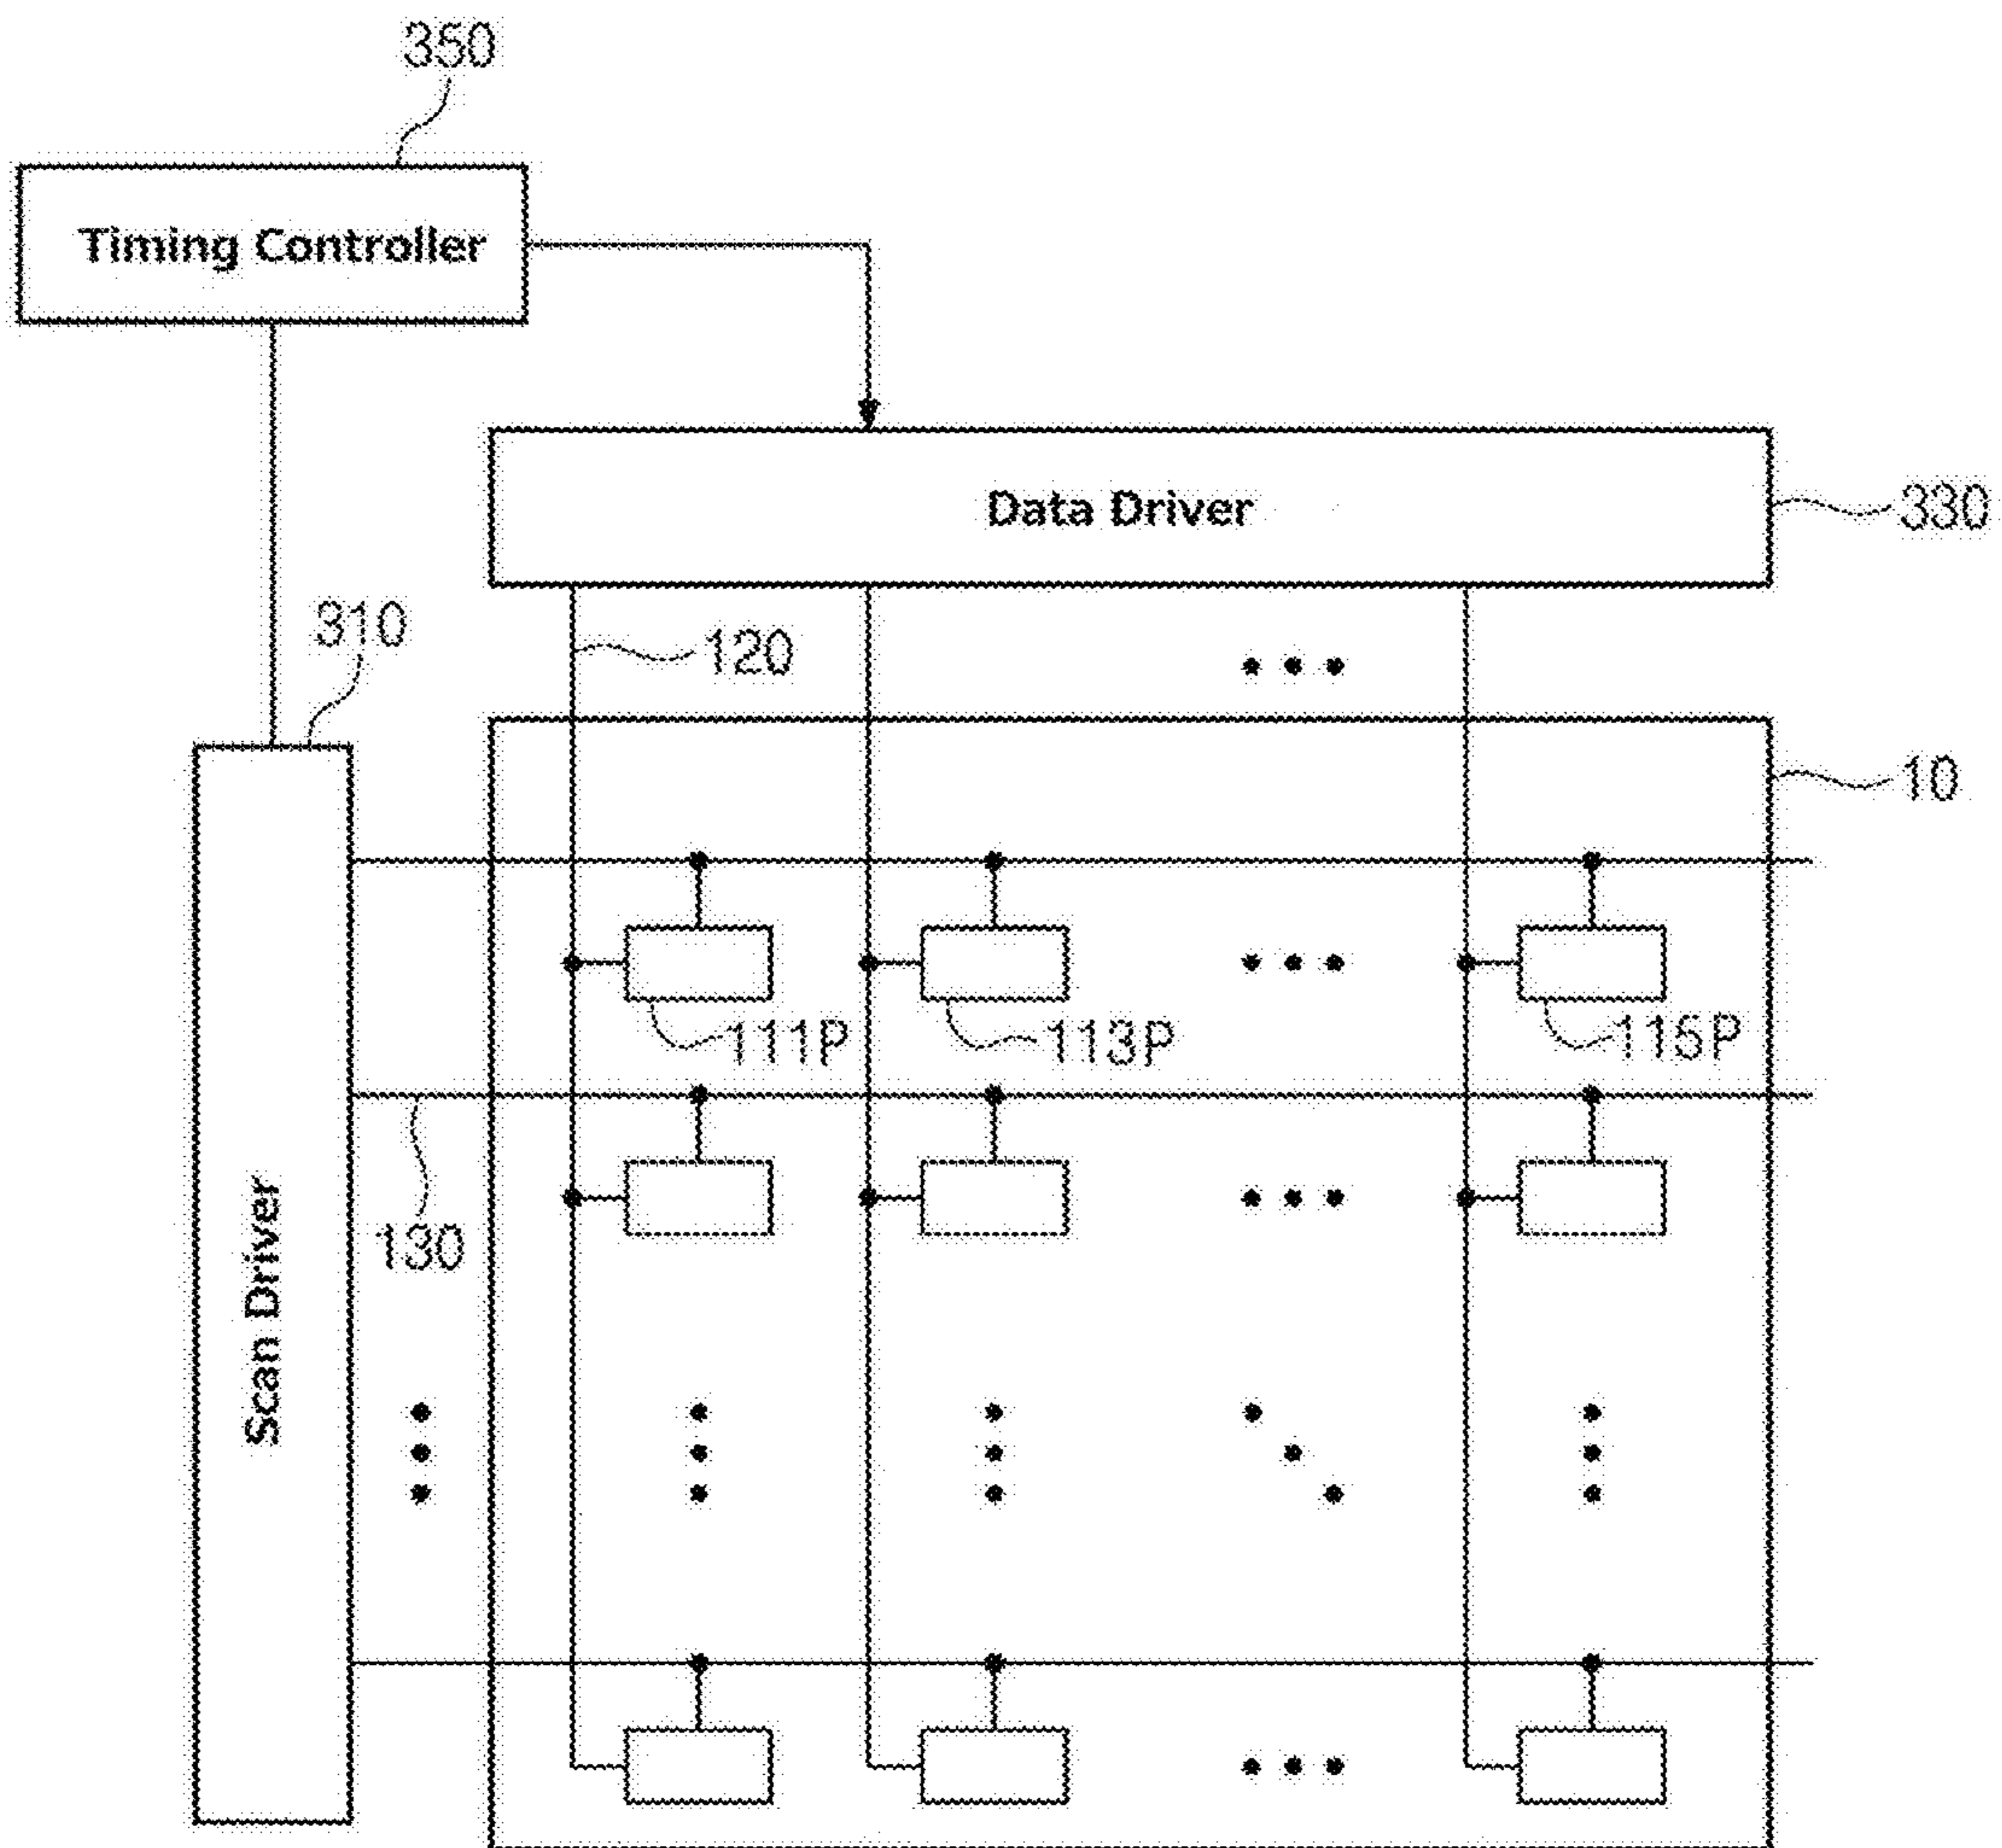 350
Timing Controller
Data Driver
330
310
120
10
111P
113P
115P
130
Scan Driver